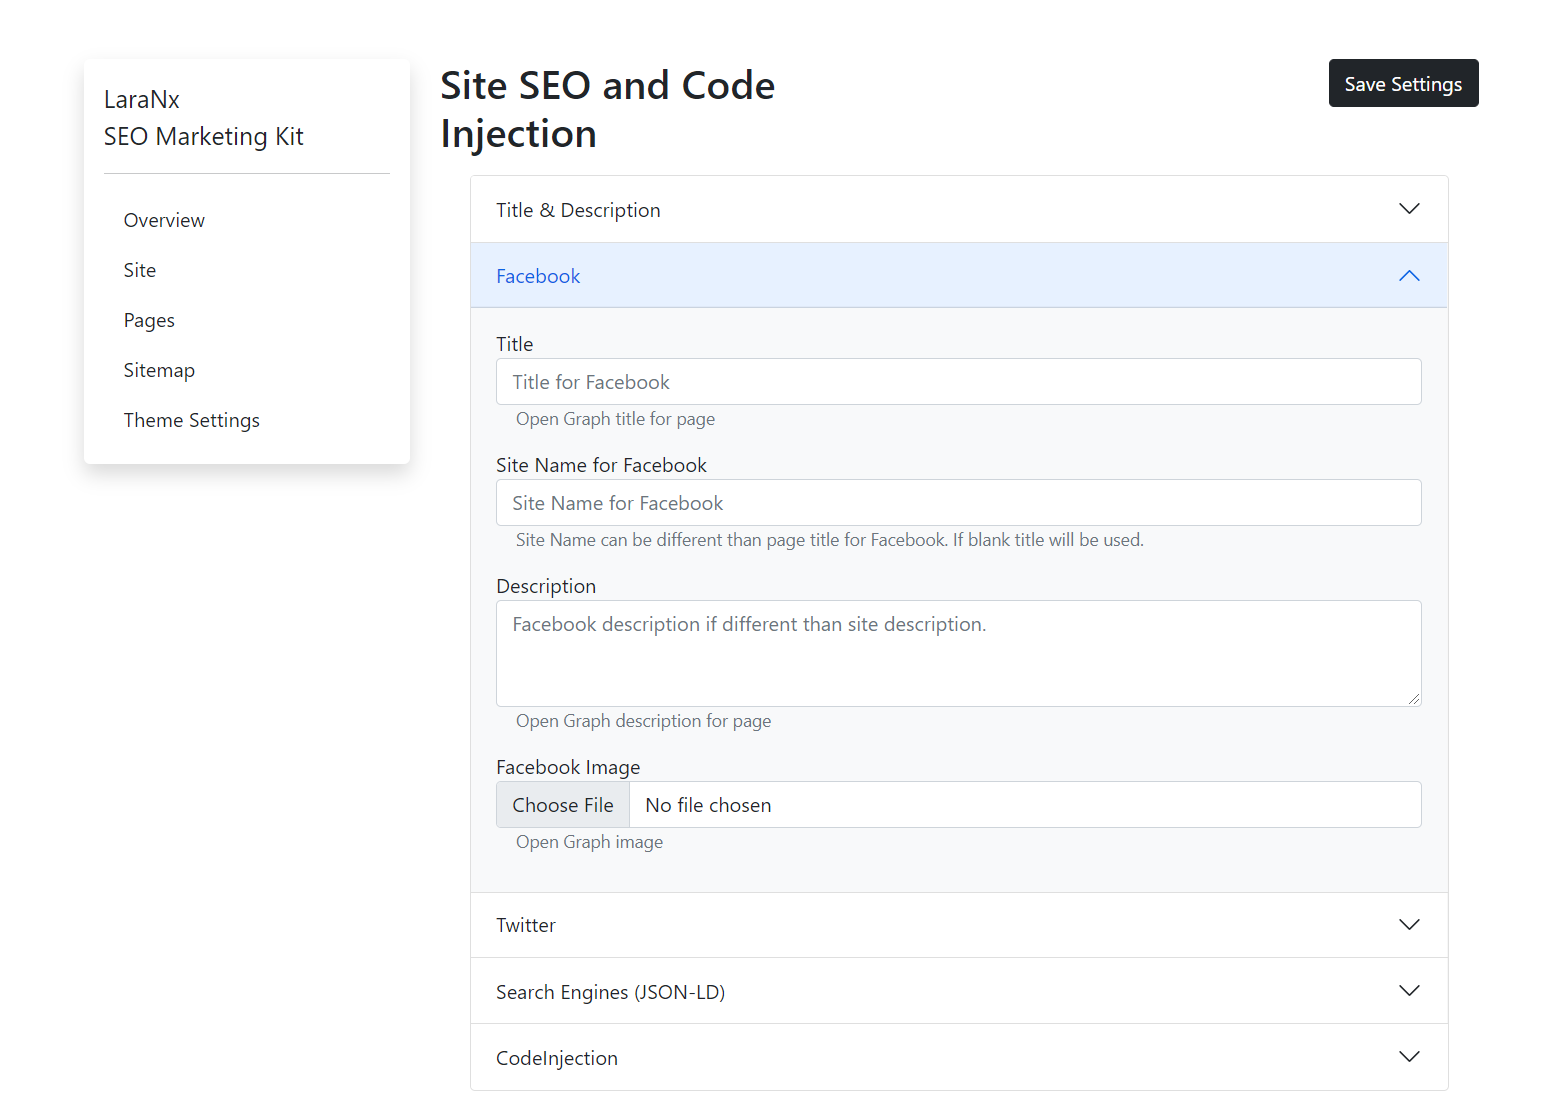 LaraNx
SEO Marketing Kit
Overview
Site
Pages
Sitemap
Theme Settings
Site SEO and Code
Injection
Save Settings
Title & Description
Facebook
Title
Title for Facebook
Open Graph title for page
Site Name for Facebook
Site Name for Facebook
Site Name can be different than page title for Facebook. If blank title will be used.
Description
Facebook description if different than site description.
Open Graph description for page
Facebook Image
Choose File No file chosen
Open Graph image
Twitter
Search Engines (JSON-LD)
CodeInjection